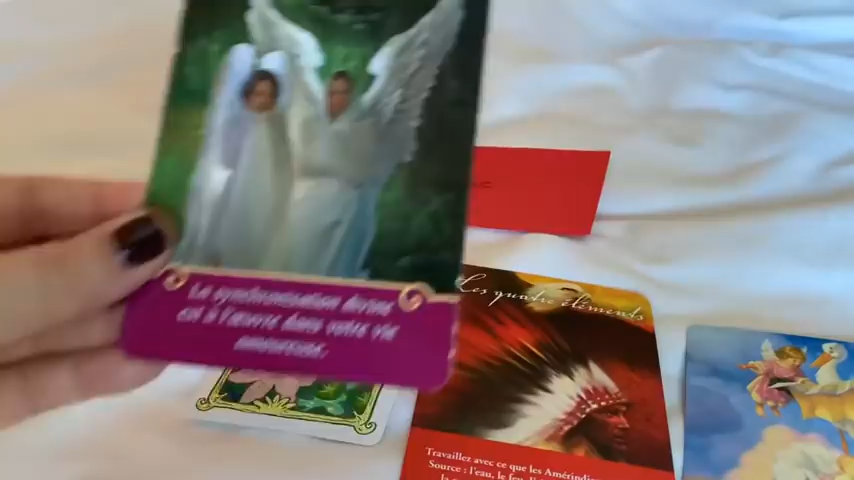 La synchronisation divine
est à l'œuvre dans votre vie
amoureuse.
Les quatre éléments
Travaillez avec ce que les Amérindie
Source : l'eau, le feu, l'